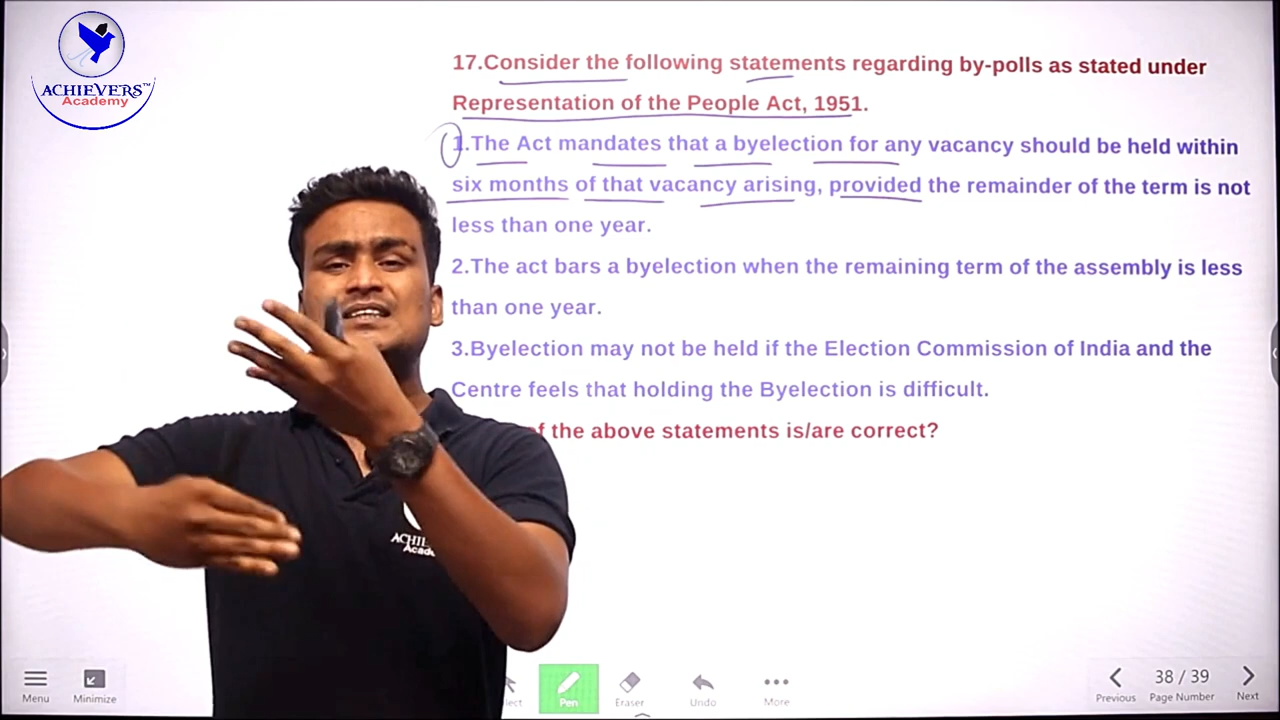 ACHIEVERS™
Academy
17.Consider the following statements regarding by-polls as stated under
Representation of the People Act, 1951.
1.The Act mandates that a byelection for any vacancy should be held within
six months of that vacancy arising, provided the remainder of the term is not
less than one year.
2.The act bars a byelection when the remaining term of the assembly is less
than one year.
3.Byelection may not be held if the Election Commission of India and the
Centre feels that holding the Byelection is difficult.
the above statements is/are correct?
Academy
Menu
Minimize
Pen
Eraser
Undo
More
Previous
38 / 39
Page Number
Next